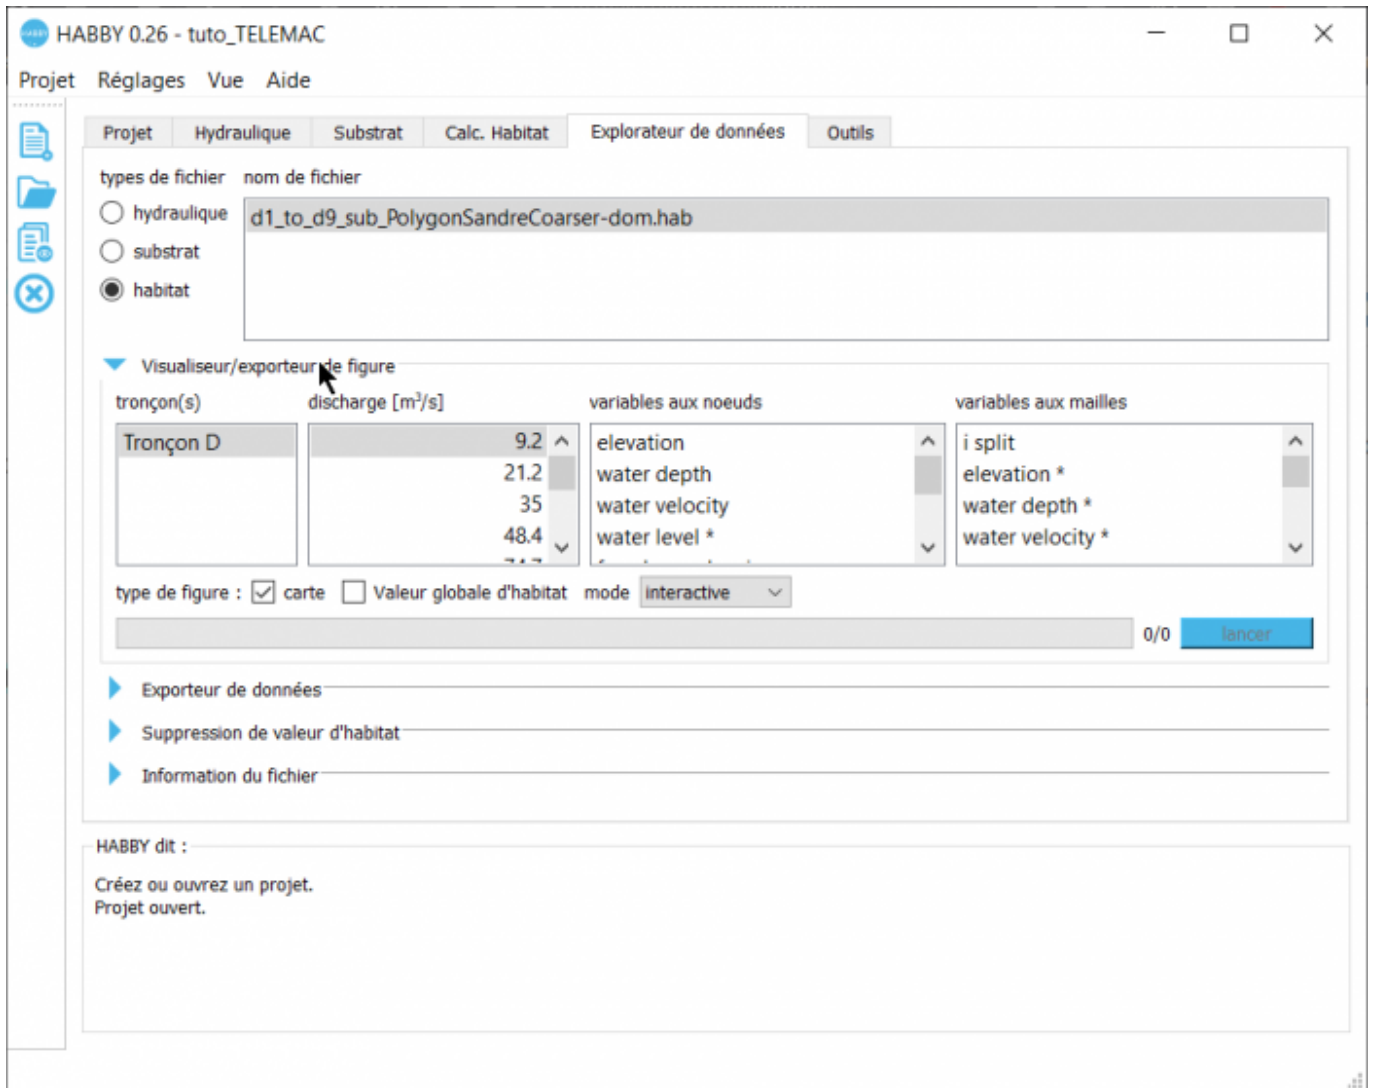 HABBY 0.26 - tuto_TELEMAC
Projet Réglages Vue Aide
Projet Hydraulique Substrat Calc. Habitat Explorateur de données Outils
types de fichier nom de fichier
hydraulique
d1_to_d9_sub_PolygonSandreCoarser-dom.hab
substrat
habitat
Visualiseur/exporteur de figure
tronçon(s) discharge [m³/s] variables aux noeuds variables aux mailles
Tronçon D 9.2 elevation i split
21.2 water depth elevation *
35 water velocity water depth *
48.4 water level * water velocity *
type de figure : carte Valeur globale d'habitat mode interactive
0/0 lancer
Exporteur de données
Suppression de valeur d'habitat
Information du fichier
HABBY dit :
Créez ou ouvrez un projet.
Projet ouvert.